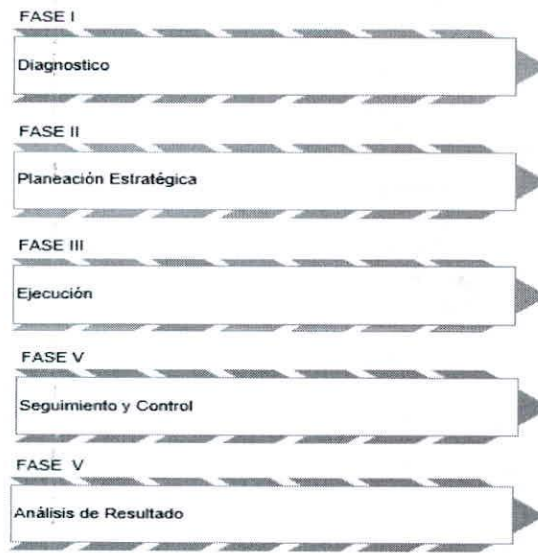 FASE I
Diagnostico
FASE II
Planeación Estratégica
FASE III
Ejecución
FASE V
Seguimiento y Control
FASE V
Análisis de Resultado